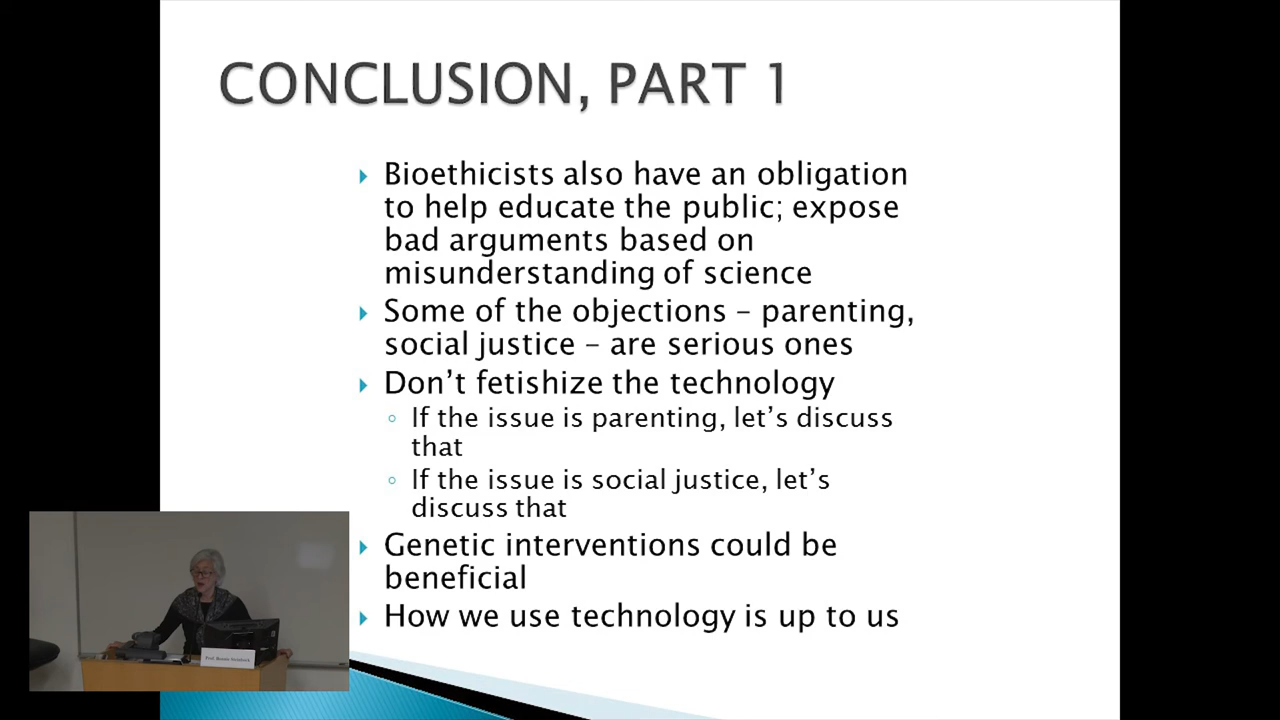 CONCLUSION, PART 1
Bioethicists also have an obligation
to help educate the public; expose
bad arguments based on
misunderstanding of science
Some of the objections – parenting,
social justice – are serious ones
Don’t fetishize the technology
If the issue is parenting, let’s discuss
that
If the issue is social justice, let’s
discuss that
Genetic interventions could be
beneficial
How we use technology is up to us
Prof. Bonnie Steinbock